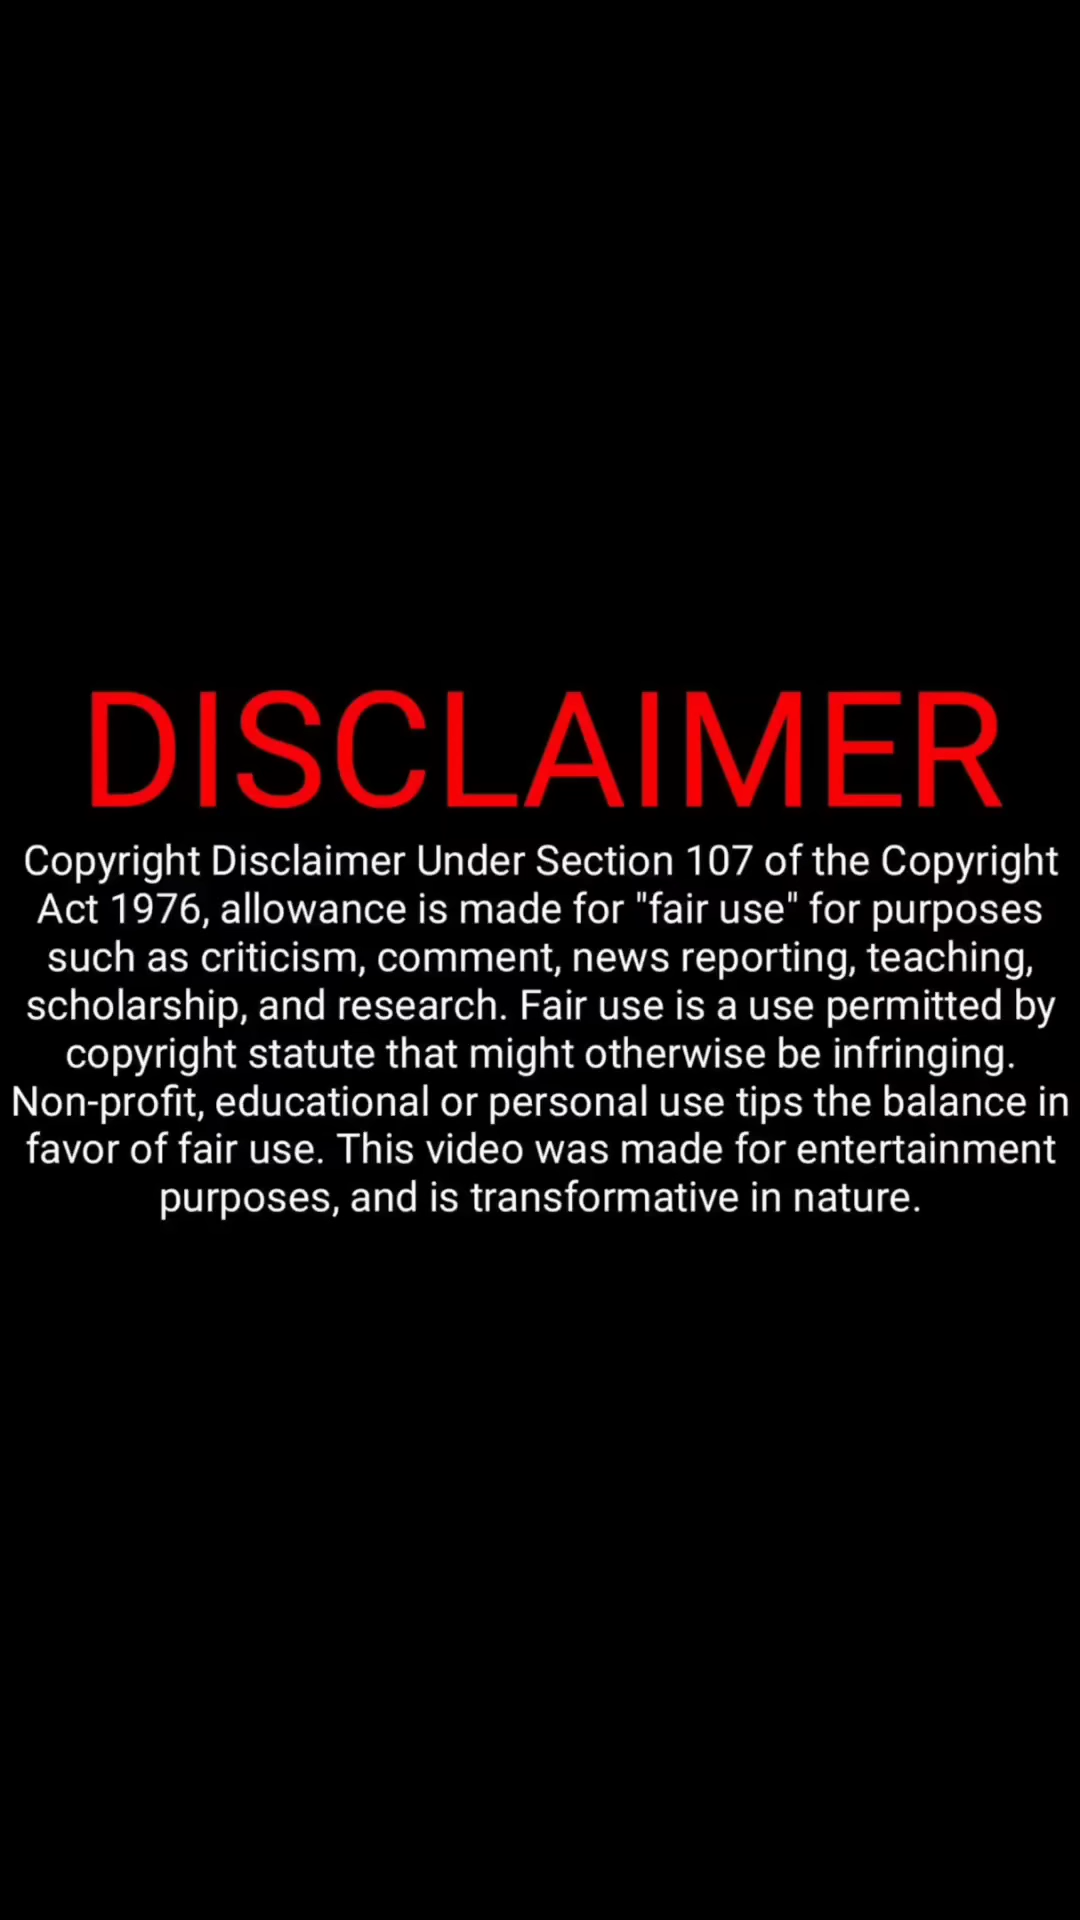 DISCLAIMER
Copyright Disclaimer Under Section 107 of the Copyright
Act 1976, allowance is made for "fair use" for purposes
such as criticism, comment, news reporting, teaching,
scholarship, and research. Fair use is a use permitted by
copyright statute that might otherwise be infringing.
Non-profit, educational or personal use tips the balance in
favor of fair use. This video was made for entertainment
purposes, and is transformative in nature.